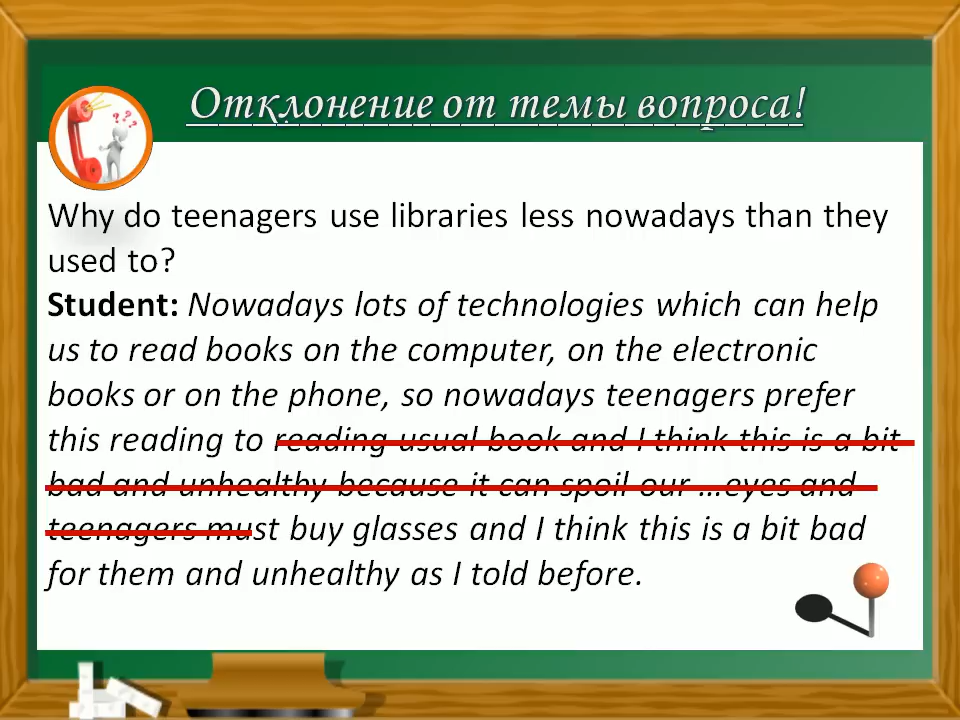 Отклонение от темы вопроса!
Why do teenagers use libraries less nowadays than they
used to?
Student: Nowadays lots of technologies which can help
us to read books on the computer, on the electronic
books or on the phone, so nowadays teenagers prefer
this reading to reading usual book and I think this is a bit
bad and unhealthy because it can spoil our ...eyes and
teenagers must buy glasses and I think this is a bit bad
for them and unhealthy as I told before.